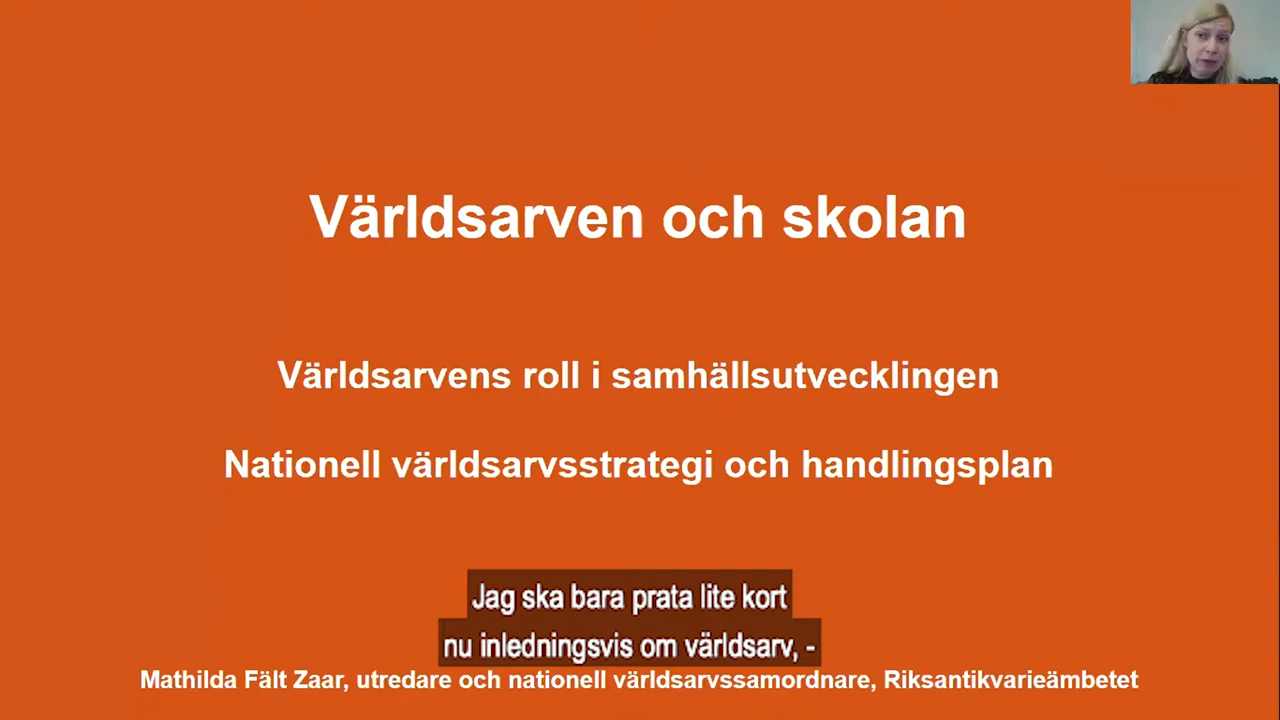 Världsarven och skolan
Världsarvens roll i samhällsutvecklingen
Nationell världsarvsstrategi och handlingsplan
Jag ska bara prata lite kort
nu inledningsvis om världsarv, -
Mathilda Fält Zaar, utredare och nationell världsarvssamordnare, Riksantikvarieämbetet